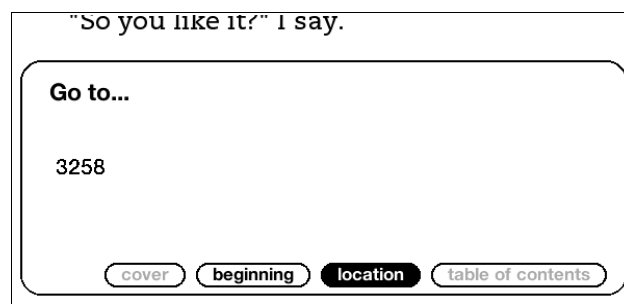 "So you like it?" I say.
Go to...
3258
cover beginning location table of contents